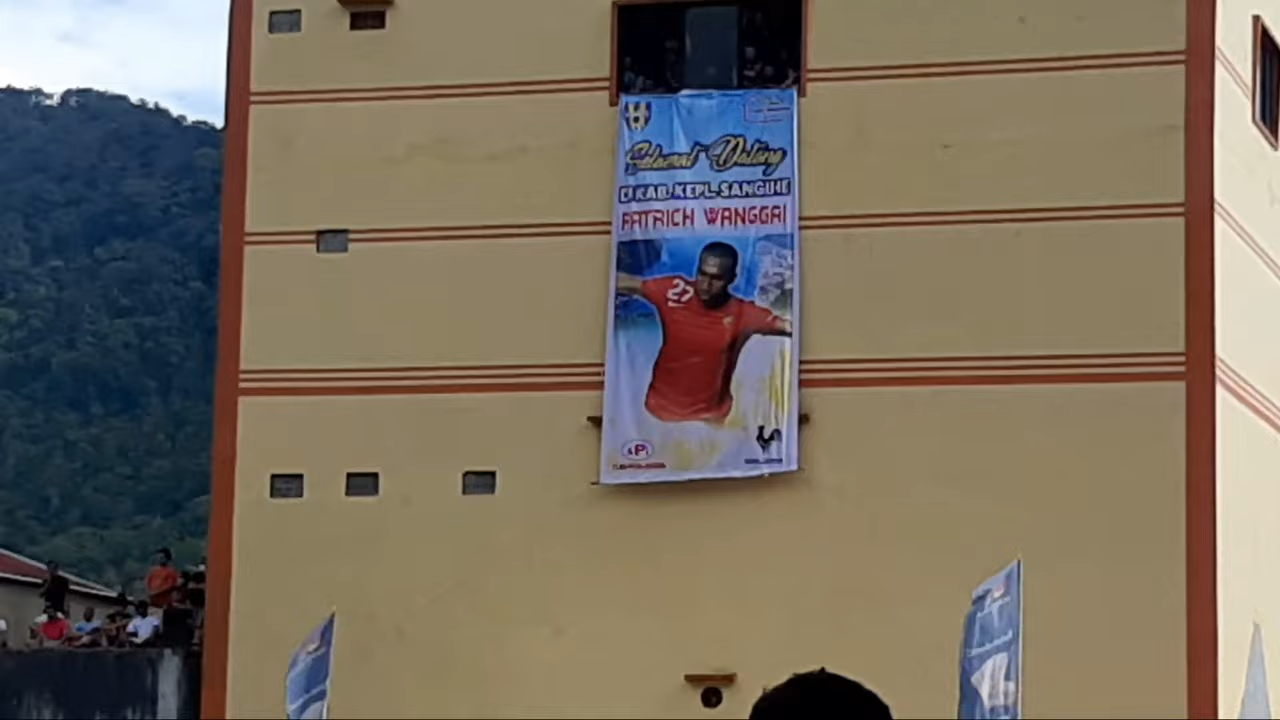 Selamat Datang
DI KAB. KEPL. SANGIHE
PATRICH WANGGAI
27